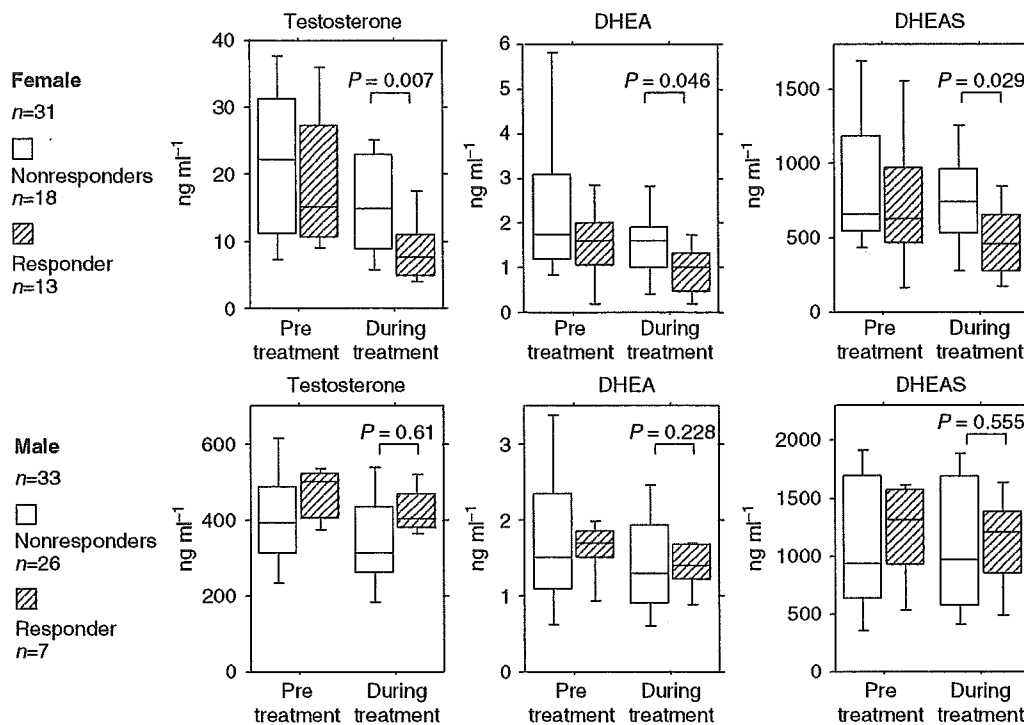 Testosterone
DHEA
DHEAS
Female
n=31
Nonresponders
n=18
Responder
n=13
ng ml⁻¹
40
30
20
10
0
P = 0.007
Pre treatment
During treatment
ng ml⁻¹
6
5
4
3
2
1
0
P = 0.046
Pre treatment
During treatment
ng ml⁻¹
1500
1000
500
0
P = 0.029
Pre treatment
During treatment
Testosterone
DHEA
DHEAS
Male
n=33
Nonresponders
n=26
Responder
n=7
ng ml⁻¹
600
400
200
0
P = 0.61
Pre treatment
During treatment
ng ml⁻¹
3
2
1
0
P = 0.228
Pre treatment
During treatment
ng ml⁻¹
2000
1500
1000
500
0
P = 0.555
Pre treatment
During treatment